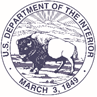 U.S. DEPARTMENT OF THE INTERIOR
MARCH 3, 1849